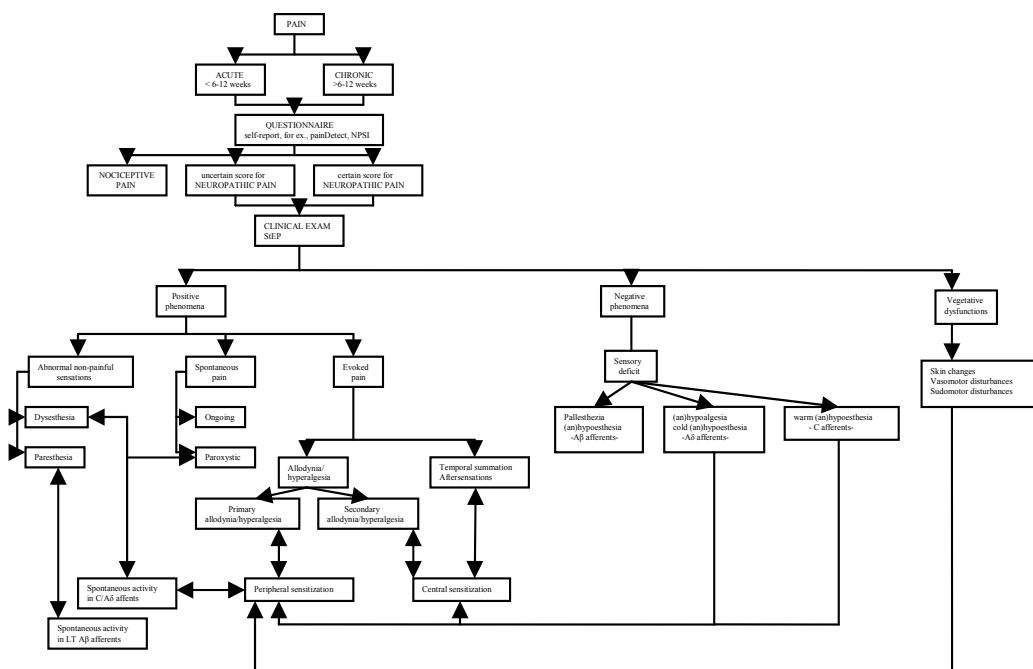 PAIN
ACUTE
< 6-12 weeks
CHRONIC
>6-12 weeks
QUESTIONNAIRE
self-report, for ex., painDetect, NPSI
NOCICEPTIVE
PAIN
uncertain score for
NEUROPATHIC PAIN
certain score for
NEUROPATHIC PAIN
CLINICAL EXAM
StEP
Positive
phenomena
Negative
phenomena
Vegetative
dysfunctions
Abnormal non-painful
sensations
Spontaneous
pain
Evoked
pain
Sensory
deficit
Skin changes
Vasomotor disturbances
Sudomotor disturbances
Dysesthesia
Ongoing
Pallesthezia
(an)hypoesthesia
-Aβ afferents-
(an)hypoalgesia
cold (an)hypoesthesia
-Aδ afferents-
warm (an)hypoesthesia
- C afferents-
Paresthesia
Paroxystic
Allodynia/
hyperalgesia
Temporal summation
Aftersensations
Primary
allodynia/hyperalgesia
Secondary
allodynia/hyperalgesia
Spontaneous activity
in C/Aδ affents
Peripheral sensitization
Central sensitization
Spontaneous activity
in LT Aβ afferents